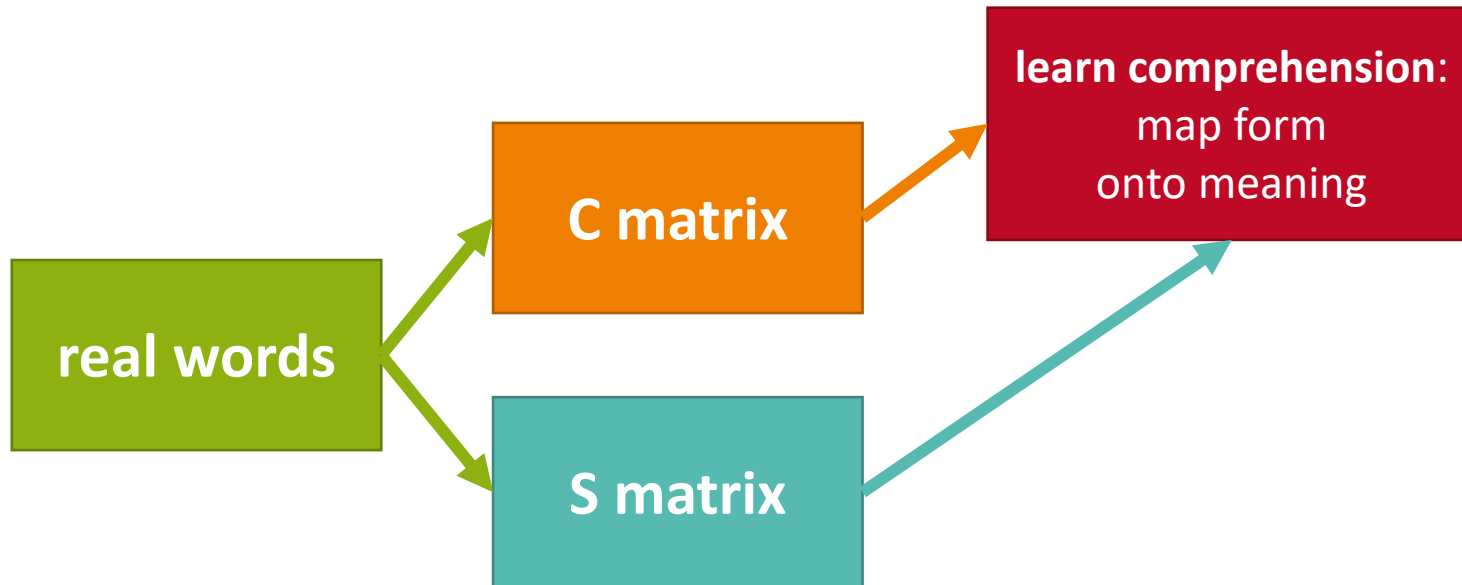 real words
C matrix
S matrix
learn comprehension:
map form
onto meaning